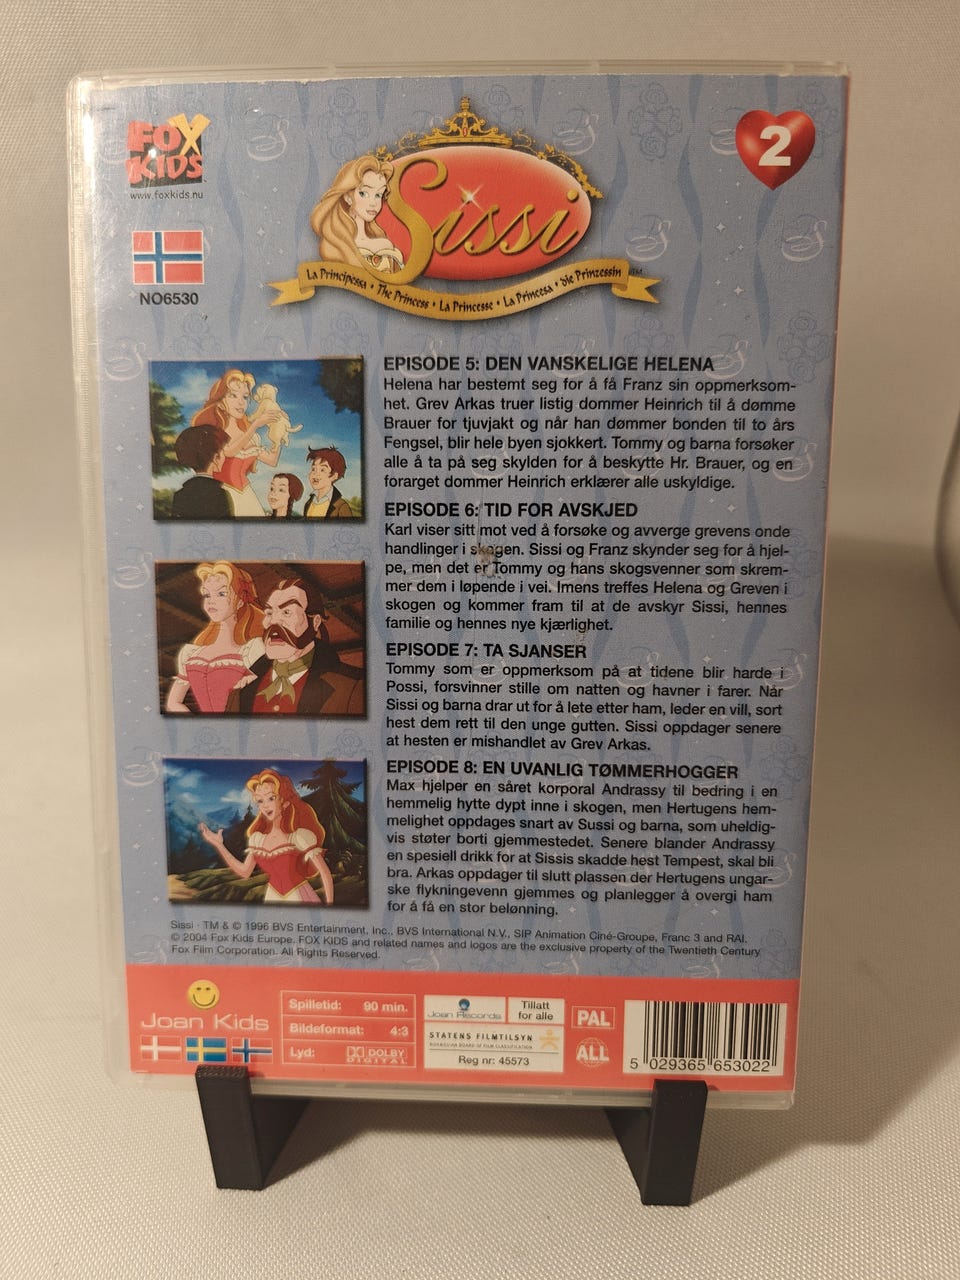 FOX
KIDS
www.foxkids.nu
NO6530
2
Sissi
La Principessa • The Princess • La Princesse • La Princesa • die Prinzessin ™
EPISODE 5: DEN VANSKELIGE HELENA
Helena har bestemt seg for å få Franz sin oppmerksom-
het. Grev Arkas truer listig dommer Heinrich til å dømme
Brauer for tjuvjakt og når han dømmer bonden til to års
Fengsel, blir hele byen sjokkert. Tommy og barna forsøker
alle å ta på seg skylden for å beskytte Hr. Brauer, og en
forarget dommer Heinrich erklærer alle uskyldige.
EPISODE 6: TID FOR AVSKJED
Karl viser sitt mot ved å forsøke og avverge grevens onde
handlinger i skogen. Sissi og Franz skynder seg for å hjel-
pe, men det er Tommy og hans skogsvenner som skrem-
mer dem i løpende i vei. Imens treffes Helena og Greven i
skogen og kommer fram til at de avskyr Sissi, hennes
familie og hennes nye kjærlighet.
EPISODE 7: TA SJANSER
Tommy som er oppmerksom på at tidene blir harde i
Possi, forsvinner stille om natten og havner i farer. Når
Sissi og barna drar ut for å lete etter ham, leder en vill, sort
hest dem rett til den unge gutten. Sissi oppdager senere
at hesten er mishandlet av Grev Arkas.
EPISODE 8: EN UVANLIG TØMMERHOGGER
Max hjelper en såret korporal Andrassy til bedring i en
hemmelig hytte dypt inne i skogen, men Hertugens hem-
melighet oppdages snart av Sussi og barna, som uheldig-
vis støter borti gjemmestedet. Senere blander Andrassy
en spesiell drikk for at Sissis skadde hest Tempest, skal bli
bra. Arkas oppdager til slutt plassen der Hertugens ungar-
ske flykningevenn gjemmes og planlegger å overgi ham
for å få en stor belønning.
Sissi - TM & © 1996 BVS Entertainment, Inc., BVS International N.V., SIP Animation Ciné-Groupe, Franc 3 and RAI.
© 2004 Fox Kids Europe. FOX KIDS and related names and logos are the exclusive property of the Twentieth Century
Fox Film Corporation. All Rights Reserved.
Joan Kids
Spilletid: 90 min.
Bildeformat: 4:3
Lyd: DOLBY DIGITAL
Joan Records
Tillatt
for alle
STATENS FILMTILSYN
NORWEGIAN BOARD OF FILM CLASSIFICATION
Reg nr: 45573
PAL
ALL
5 029365 653022